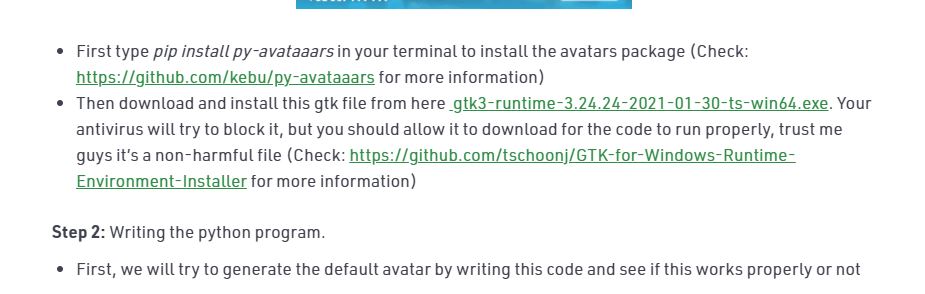 First type pip install py-avataaars in your terminal to install the avatars package (Check:
https://github.com/kebu/py-avataaars for more information)
Then download and install this gtk file from here gtk3-runtime-3.24.24-2021-01-30-ts-win64.exe. Your
antivirus will try to block it, but you should allow it to download for the code to run properly, trust me
guys it's a non-harmful file (Check: https://github.com/tschoonj/GTK-for-Windows-Runtime-
Environment-Installer for more information)
Step 2: Writing the python program.
First, we will try to generate the default avatar by writing this code and see if this works properly or not